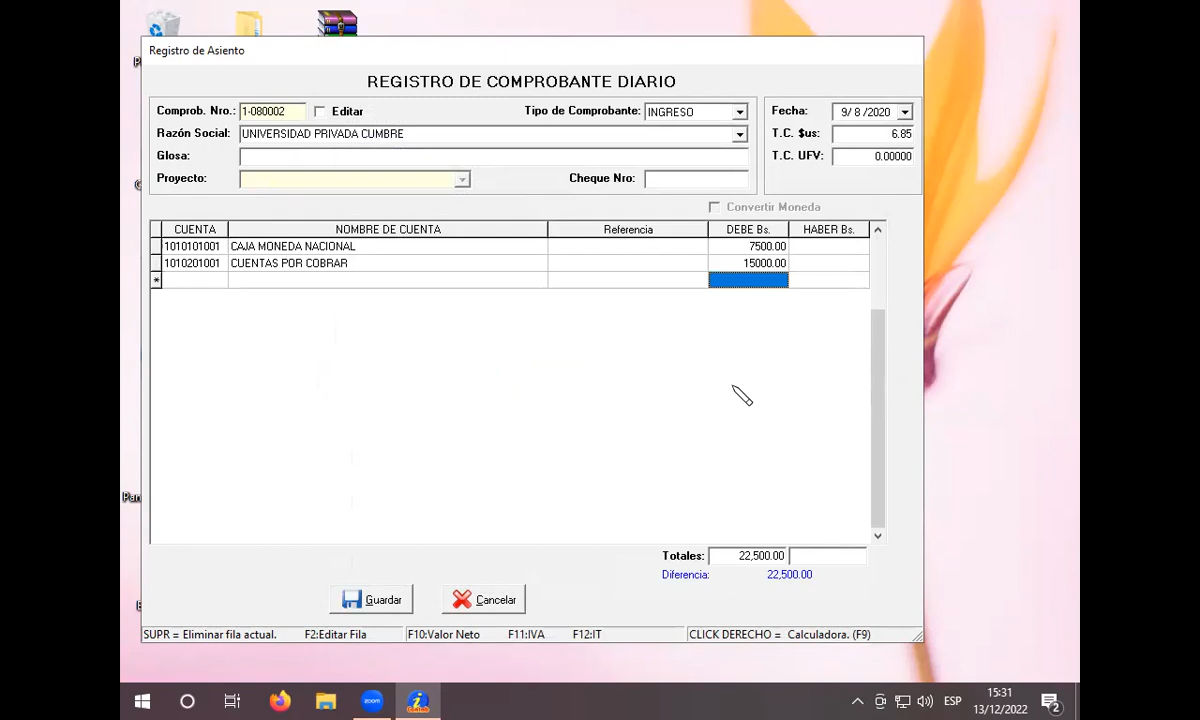 Registro de Asiento
REGISTRO DE COMPROBANTE DIARIO
Comprob. Nro.: 1-080002 Editar Tipo de Comprobante: INGRESO Fecha: 9/ 8 /2020
Razón Social: UNIVERSIDAD PRIVADA CUMBRE T.C. $us: 6.85
Glosa: T.C. UFV: 0.00000
Proyecto: Cheque Nro:
Convertir Moneda
CUENTA NOMBRE DE CUENTA Referencia DEBE Bs. HABER Bs.
1010101001 CAJA MONEDA NACIONAL 7500.00
1010201001 CUENTAS POR COBRAR 15000.00
*
Totales: 22,500.00
Diferencia: 22,500.00
Guardar Cancelar
SUPR = Eliminar fila actual. F2:Editar Fila F10:Valor Neto F11:IVA F12:IT CLICK DERECHO = Calculadora. (F9)
zoom ESP 15:31
13/12/2022 2